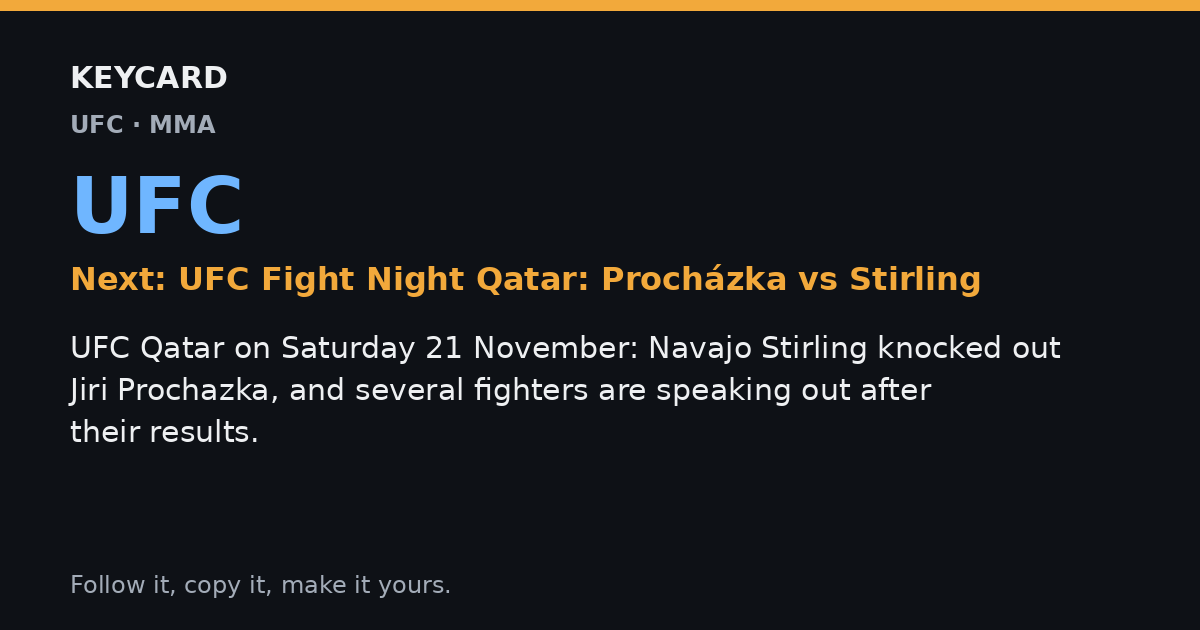 KEYCARD
UFC · MMA
UFC
Next: UFC Fight Night Qatar: Procházka vs Stirling
UFC Qatar on Saturday 21 November: Navajo Stirling knocked out
Jiri Prochazka, and several fighters are speaking out after
their results.
Follow it, copy it, make it yours.